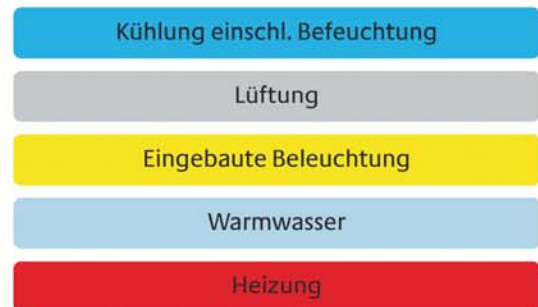 Kühlung einschl. Befeuchtung
Lüftung
Eingebaute Beleuchtung
Warmwasser
Heizung